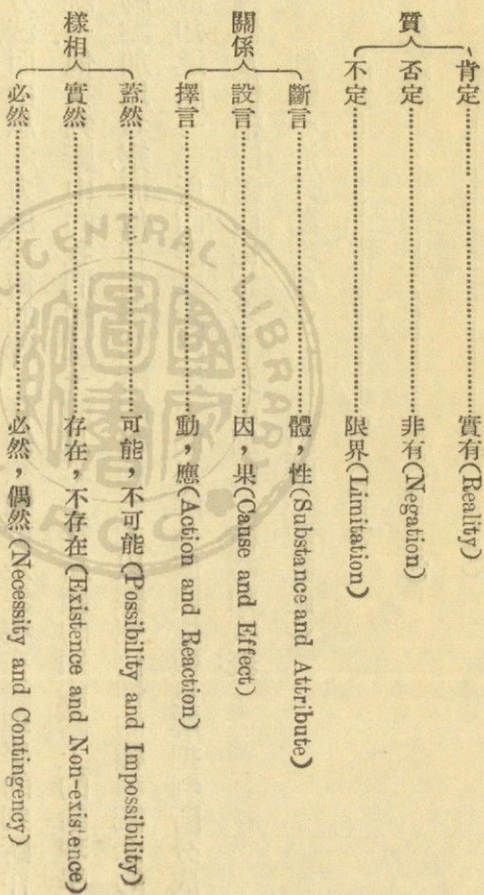 質
肯定……………………實有(Reality)
否定……………………非有(Negation)
不定……………………限界(Limitation)
關係
斷言……………………體，性(Substance and Attribute)
設言……………………因，果(Cause and Effect)
擇言……………………動，應(Action and Reaction)
樣相
蓋然……………………可能，不可能(Possibility and Impossibility)
實然……………………存在，不存在(Existence and Non-existence)
必然……………………必然，偶然(Necessity and Contingency)
CENTRAL LIBRARY